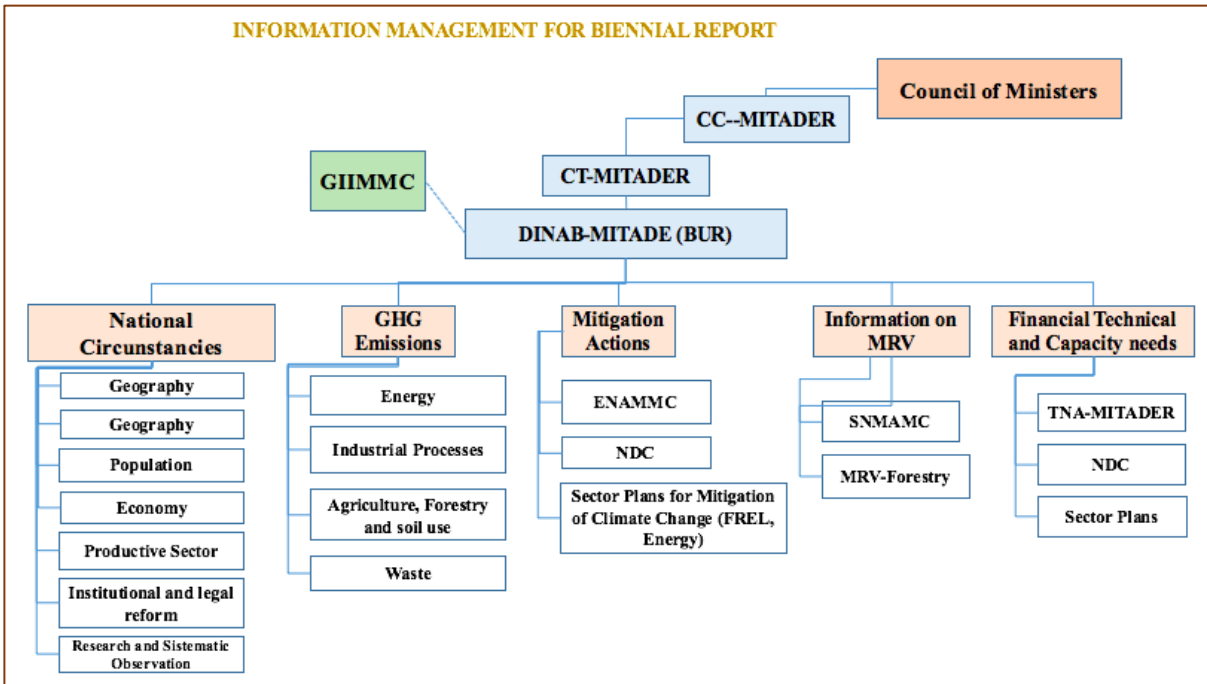 INFORMATION MANAGEMENT FOR BIENNIAL REPORT
Council of Ministers
CC--MITADER
CT-MITADER
GIIMMC
DINAB-MITADE (BUR)
National
Circunstancies
Geography
Geography
Population
Economy
Productive Sector
Institutional and legal
reform
Research and Sistematic
Observation
GHG
Emissions
Energy
Industrial Processes
Agriculture, Forestry
and soil use
Waste
Mitigation
Actions
ENAMMC
NDC
Sector Plans for Mitigation
of Climate Change (FREL,
Energy)
Information on
MRV
SNMAMC
MRV-Forestry
Financial Technical
and Capacity needs
TNA-MITADER
NDC
Sector Plans